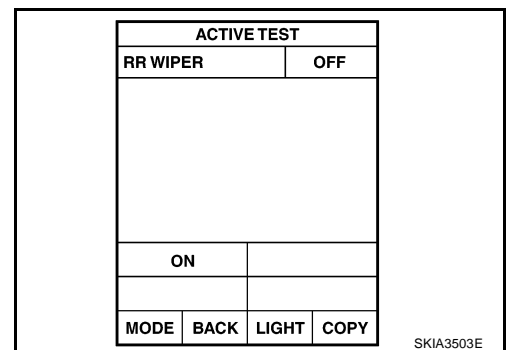 ACTIVE TEST
RR WIPER OFF
ON
MODE BACK LIGHT COPY
SKIA3503E